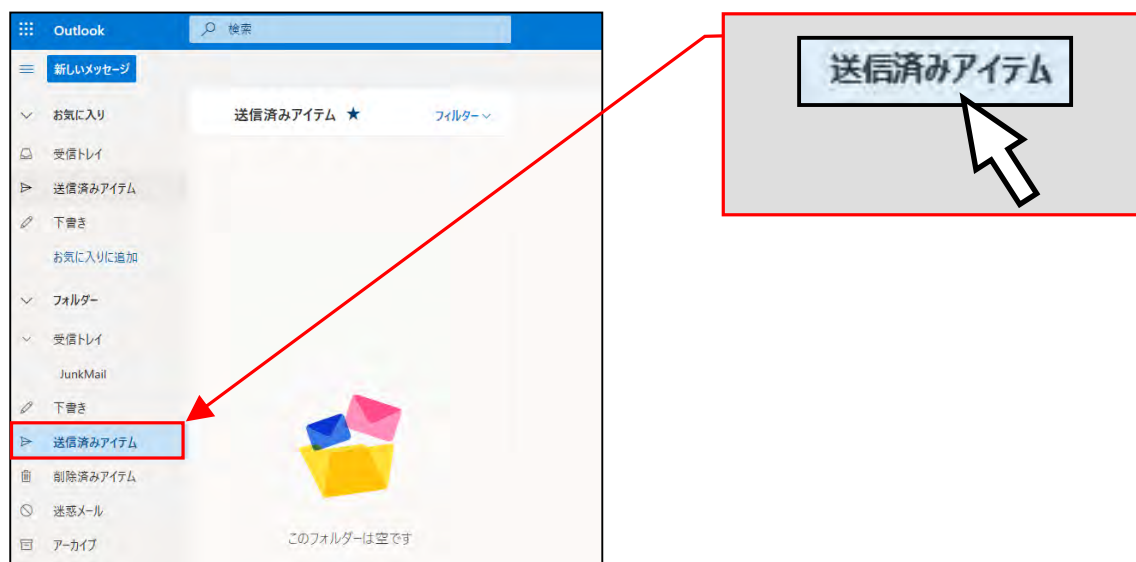 Outlook
検索
新しいメッセージ
お気に入り
送信済みアイテム ★ フィルター
受信トレイ
送信済みアイテム
下書き
お気に入りに追加
フォルダー
受信トレイ
JunkMail
下書き
送信済みアイテム
削除済みアイテム
迷惑メール
アーカイブ
このフォルダーは空です
送信済みアイテム